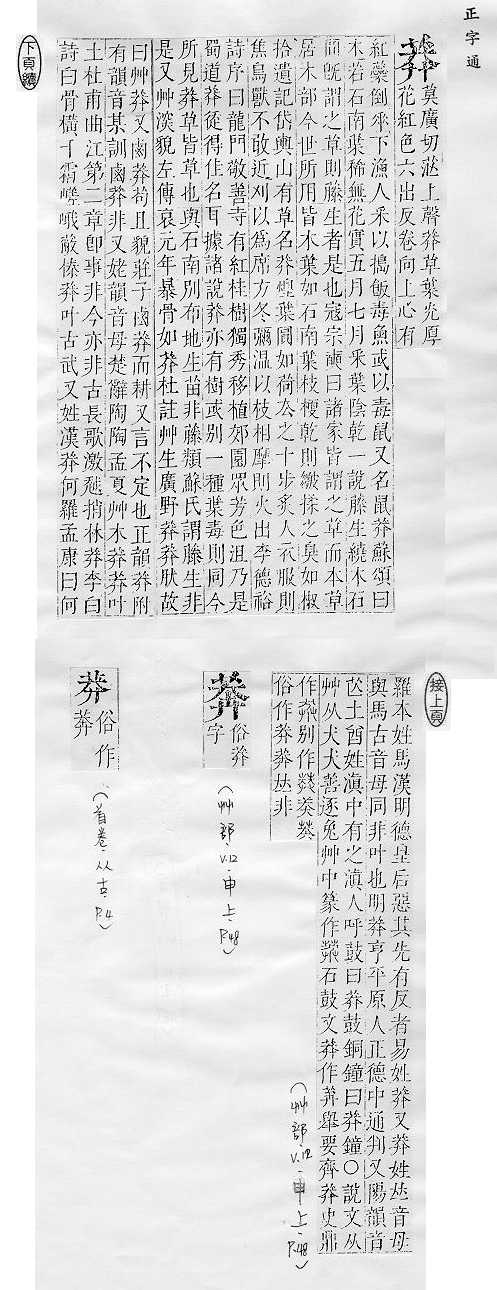 正字通
莽
莫廣切茻上聲莽草葉光厚
花紅色六出反卷向上心有
紅蘂倒垂下漁人采以搗飯毒魚或以毒鼠又名鼠莽蘇頌曰
木若石南葉稀無花實五月七月采葉陰乾一說藤生繞木石
閒旣謂之草則藤生者是也寇宗奭曰諸家皆謂之草而本草
居木部今世所用皆木葉如石南葉枝梗乾則皺揉之臭如椒
拾遺記岱輿山有草名莽煌葉圓如荷去之十步炙人衣服則
焦鳥獸不敢近刈以爲席方冬彌温以枝相摩則火出李德裕
詩序曰龍門敬善寺有紅桂樹獨秀移植郊園眾芳色沮乃是
蜀道莽徒得佳名耳據諸說莽亦有樹或別一種葉毒則同今
所見莽草皆草也與石南別布地生苗非藤類蘇氏謂藤生非
是又艸深貌左傳哀元年暴骨如莽杜註艸生廣野莽莽肰故
曰艸莽又鹵莽苟且貌莊子鹵莽而耕又言不定也正韻莽附
有韻音某訓鹵莽非又姥韻音母楚辭陶陶孟夏艸木莽莽叶
土杜甫曲江第二章卽事非今亦非古長歌激越捎林莽李白
詩白骨橫千霜嵯峨蔽榛莽叶古武又姓漢莽何羅孟康曰何
下頁續
接上頁
羅本姓馬漢明德皇后惡其先有反者易姓莽又莽姓𠀤音母
與馬古音母同非叶也明莽亨平原人正德中通判又陽韻音
㐫土酋姓滇中有之滇人呼鼓曰莽鼓銅鐘曰莽鐘○說文从
艸从犬犬善逐兔艸中篆作莽石鼓文莽作舉要齊莽史鼎
作別作
俗作莽莾𠀤非
(艸部.V.12.申上.P.48)
莾
俗莽
字
(艸部.V.12.申上.P.48)
俗作
莽
(首卷.从古.P.4)